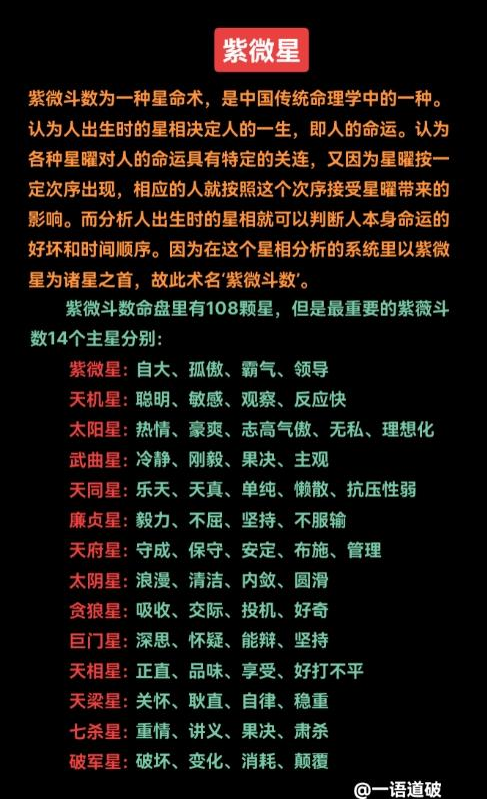 紫微星
紫微斗数为一种星命术，是中国传统命理学中的一种。
认为人出生时的星相决定人的一生，即人的命运。认为
各种星曜对人的命运具有特定的关连，又因为星曜按一
定次序出现，相应的人就按照这个次序接受星曜带来的
影响。而分析人出生时的星相就可以判断人本身命运的
好坏和时间顺序。因为在这个星相分析的系统里以紫微
星为诸星之首，故此术名‘紫微斗数’。
紫微斗数命盘里有108颗星，但是最重要的紫薇斗
数14个主星分别：
紫微星：自大、孤傲、霸气、领导
天机星：聪明、敏感、观察、反应快
太阳星：热情、豪爽、志高气傲、无私、理想化
武曲星：冷静、刚毅、果决、主观
天同星：乐天、天真、单纯、懒散、抗压性弱
廉贞星：毅力、不屈、坚持、不服输
天府星：守成、保守、安定、布施、管理
太阴星：浪漫、清洁、内敛、圆滑
贪狼星：吸收、交际、投机、好奇
巨门星：深思、怀疑、能辩、坚持
天相星：正直、品味、享受、好打不平
天梁星：关怀、耿直、自律、稳重
七杀星：重情、讲义、果决、肃杀
破军星：破坏、变化、消耗、颠覆
@一语道破